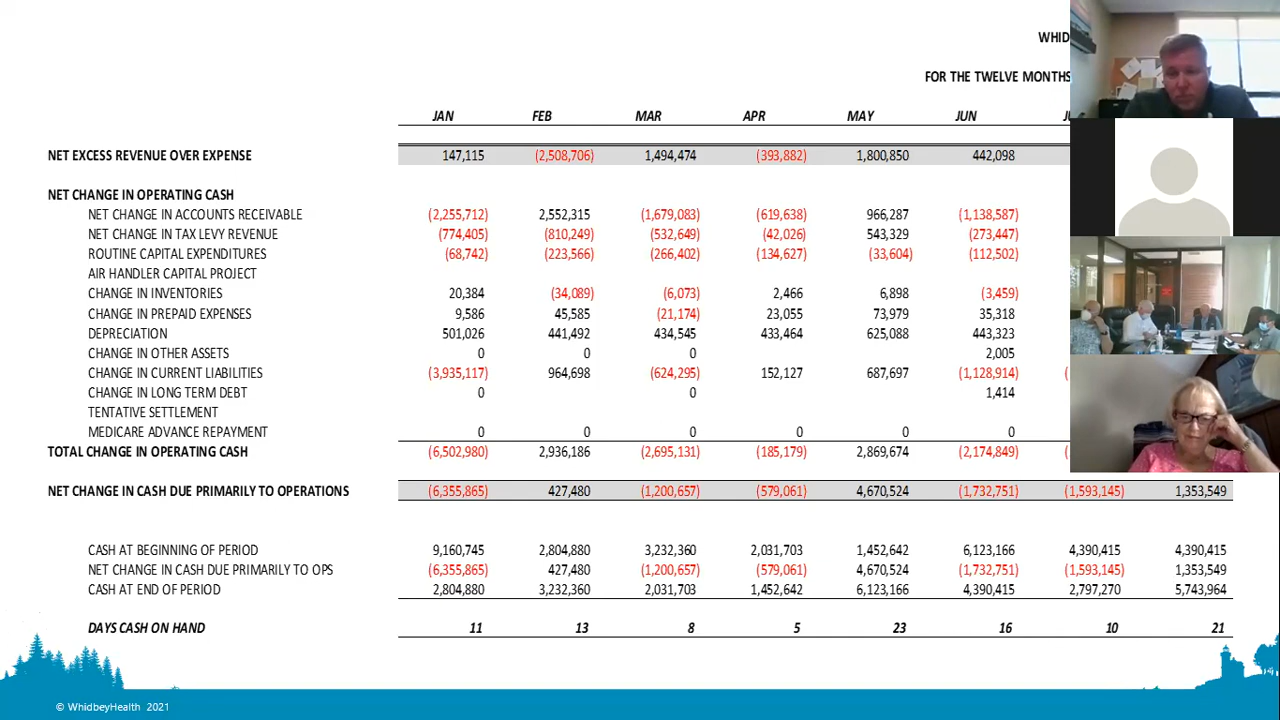 WHID
FOR THE TWELVE MONTHS
JAN FEB MAR APR MAY JUN
NET EXCESS REVENUE OVER EXPENSE 147,115 (2,508,706) 1,494,474 (393,882) 1,800,850 442,098
NET CHANGE IN OPERATING CASH
NET CHANGE IN ACCOUNTS RECEIVABLE (2,255,712) 2,552,315 (1,679,083) (619,638) 966,287 (1,138,587)
NET CHANGE IN TAX LEVY REVENUE (774,405) (810,249) (532,649) (42,026) 543,329 (273,447)
ROUTINE CAPITAL EXPENDITURES (68,742) (223,566) (266,402) (134,627) (33,604) (112,502)
AIR HANDLER CAPITAL PROJECT
CHANGE IN INVENTORIES 20,384 (34,089) (6,073) 2,466 6,898 (3,459)
CHANGE IN PREPAID EXPENSES 9,586 45,585 (21,174) 23,055 73,979 35,318
DEPRECIATION 501,026 441,492 434,545 433,464 625,088 443,323
CHANGE IN OTHER ASSETS 0 0 0 2,005
CHANGE IN CURRENT LIABILITIES (3,935,117) 964,698 (624,295) 152,127 687,697 (1,128,914) (
CHANGE IN LONG TERM DEBT 0 0 1,414
TENTATIVE SETTLEMENT
MEDICARE ADVANCE REPAYMENT 0 0 0 0 0 0
TOTAL CHANGE IN OPERATING CASH (6,502,980) 2,936,186 (2,695,131) (185,179) 2,869,674 (2,174,849) (
NET CHANGE IN CASH DUE PRIMARILY TO OPERATIONS (6,355,865) 427,480 (1,200,657) (579,061) 4,670,524 (1,732,751) (1,593,145) 1,353,549
CASH AT BEGINNING OF PERIOD 9,160,745 2,804,880 3,232,360 2,031,703 1,452,642 6,123,166 4,390,415 4,390,415
NET CHANGE IN CASH DUE PRIMARILY TO OPS (6,355,865) 427,480 (1,200,657) (579,061) 4,670,524 (1,732,751) (1,593,145) 1,353,549
CASH AT END OF PERIOD 2,804,880 3,232,360 2,031,703 1,452,642 6,123,166 4,390,415 2,797,270 5,743,964
DAYS CASH ON HAND 11 13 8 5 23 16 10 21
© WhidbeyHealth 2021